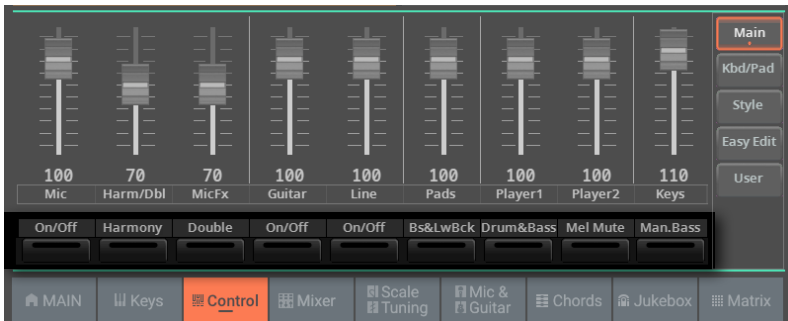 Main
Kbd/Pad
Style
Easy Edit
User
100 70 70 100 100 100 100 100 110
Mic Harm/Dbl MicFx Guitar Line Pads Player1 Player2 Keys
On/Off Harmony Double On/Off On/Off Bs&LwBck Drum&Bass Mel Mute Man.Bass
MAIN Keys Control Mixer Scale Tuning Mic & Guitar Chords Jukebox Matrix